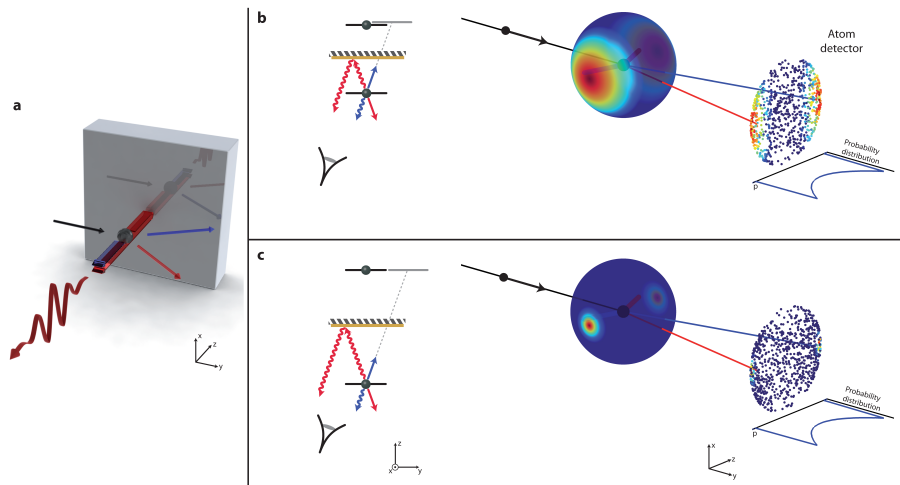 a
x
z
y
b
Atom
detector
Probability
distribution
p
c
Probability
distribution
p
z
x
y
x
z
y